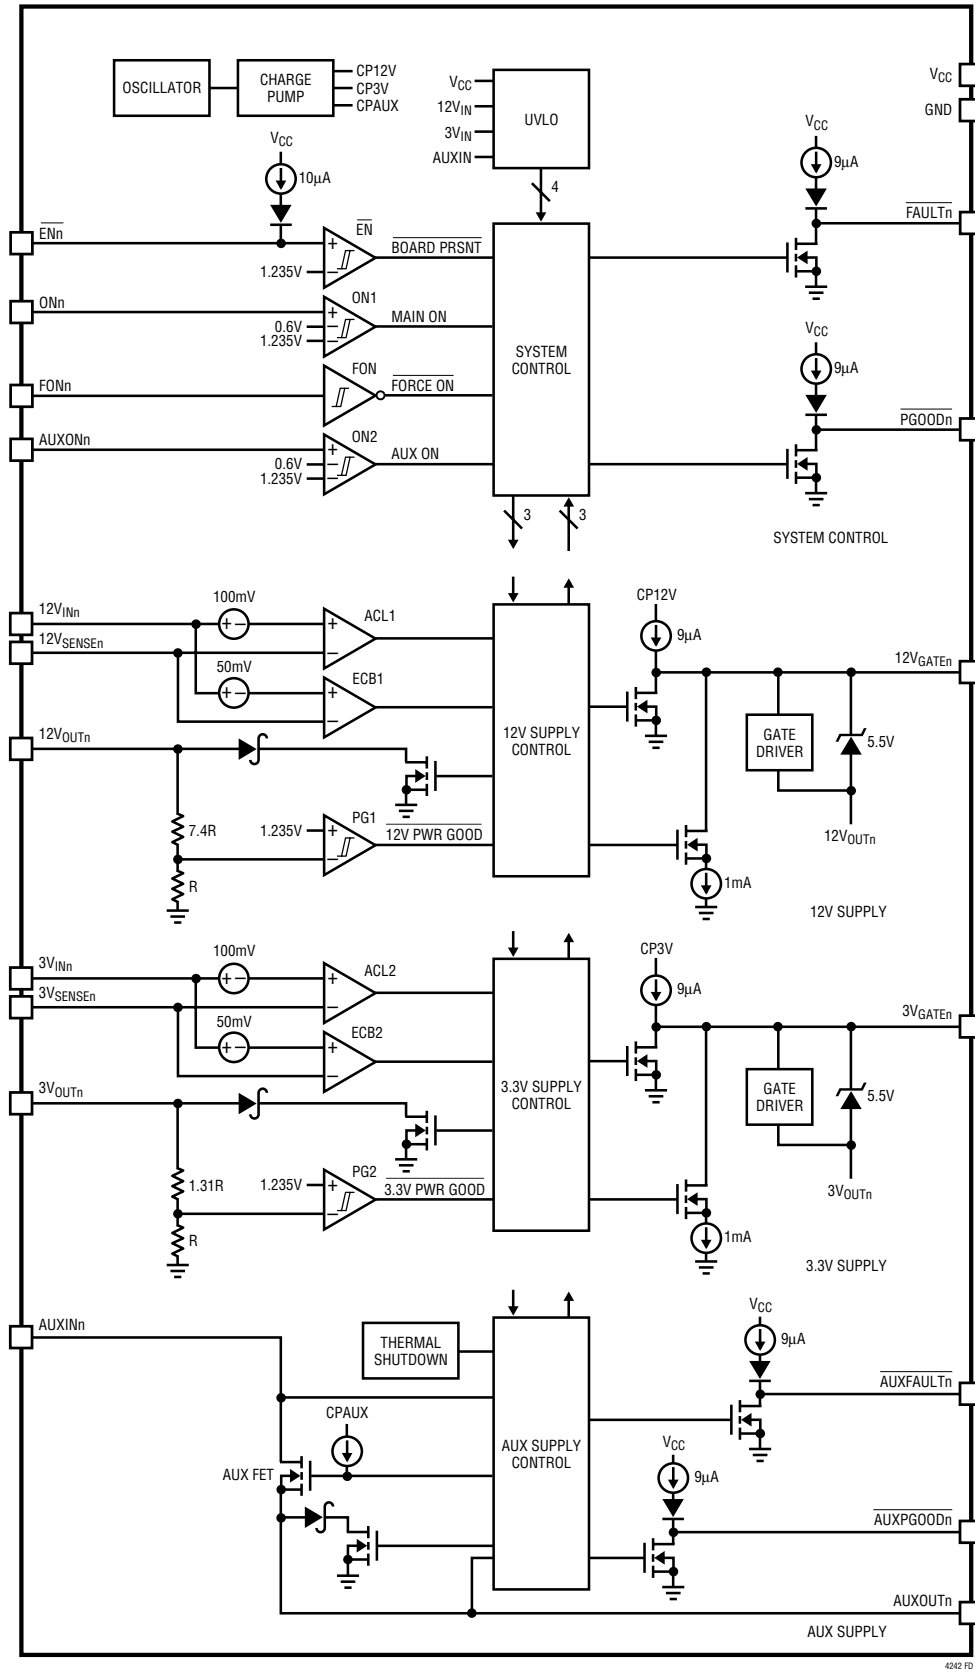 OSCILLATOR
CHARGE
PUMP
CP12V
CP3V
CPAUX
VCC
12VIN
3VIN
AUXIN
UVLO
4
VCC
GND
VCC
10µA
VCC
9µA
ENn
EN
BOARD PRSNT
1.235V
FAULTn
ONn
ON1
MAIN ON
0.6V
1.235V
SYSTEM
CONTROL
VCC
9µA
FONn
FON
FORCE ON
PGOODn
AUXONn
ON2
AUX ON
0.6V
1.235V
3
3
SYSTEM CONTROL
12VINn
100mV
ACL1
12VSENSEn
50mV
ECB1
CP12V
9µA
12VGATEn
12VOUTn
12V SUPPLY
CONTROL
GATE
DRIVER
5.5V
12VOUTn
7.4R
1.235V
PG1
12V PWR GOOD
R
1mA
12V SUPPLY
3VINn
100mV
ACL2
3VSENSEn
50mV
ECB2
CP3V
9µA
3VGATEn
3VOUTn
3.3V SUPPLY
CONTROL
GATE
DRIVER
5.5V
3VOUTn
1.31R
1.235V
PG2
3.3V PWR GOOD
R
1mA
3.3V SUPPLY
AUXINn
THERMAL
SHUTDOWN
VCC
9µA
AUXFAULTn
CPAUX
AUX FET
AUX SUPPLY
CONTROL
VCC
9µA
AUXPGOODn
AUXOUTn
AUX SUPPLY
4242 FD